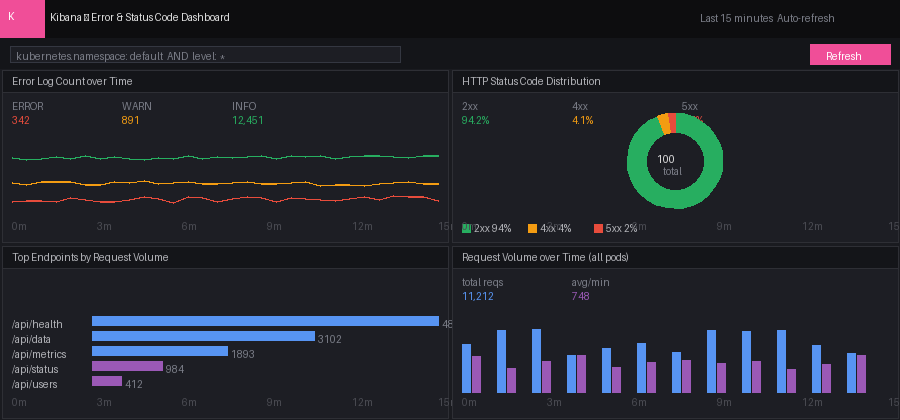 K
Kibana Error & Status Code Dashboard
Last 15 minutes Auto-refresh
kubernetes.namespace: default AND level: *
Refresh
Error Log Count over Time
ERROR WARN INFO
342 891 12,451
0m 3m 6m 9m 12m 15
HTTP Status Code Distribution
2xx 4xx 5xx
94.2% 4.1%
100
total
2xx 94% 4xx 4% 5xx 2%
0m 3m 6m 9m 12m 15
Top Endpoints by Request Volume
/api/health 48
/api/data 3102
/api/metrics 1893
/api/status 984
/api/users 412
0m 3m 6m 9m 12m 15
Request Volume over Time (all pods)
total reqs avg/min
11,212 748
0m 3m 6m 9m 12m 15